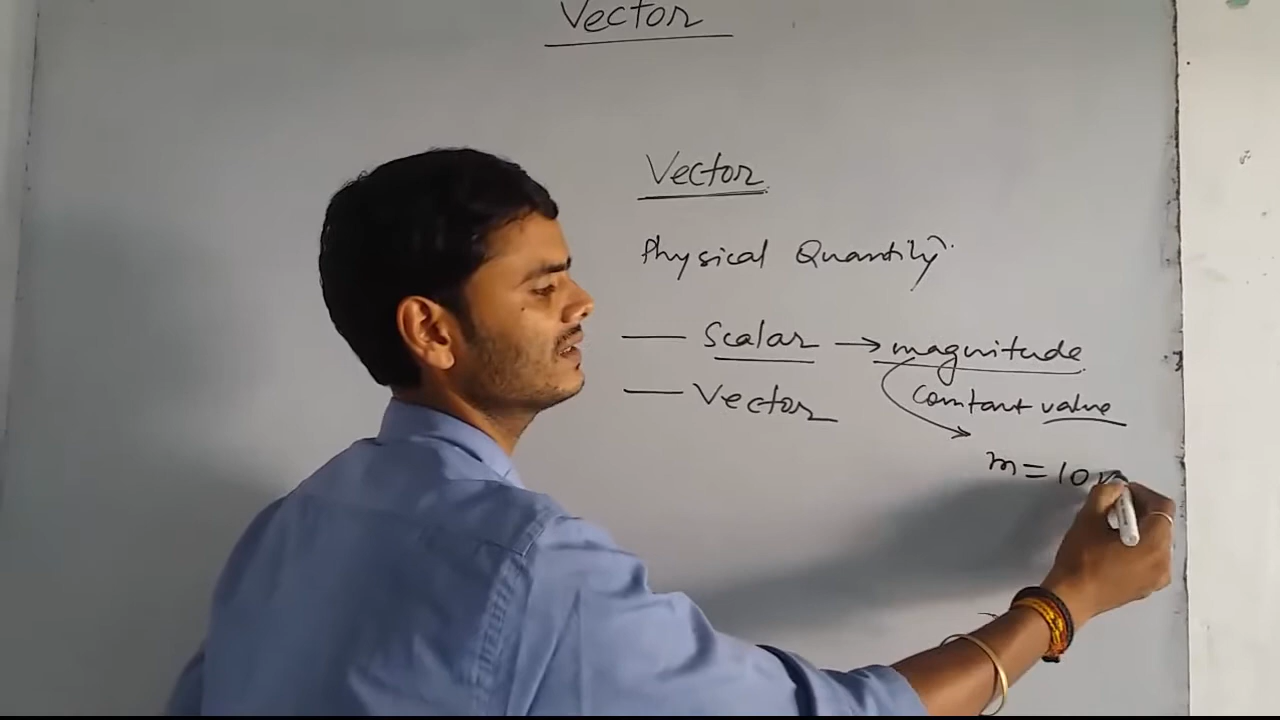 Vector
Vector
Physical Quantity
— Scalar → magnitude
— Vector
constant value
m = 10